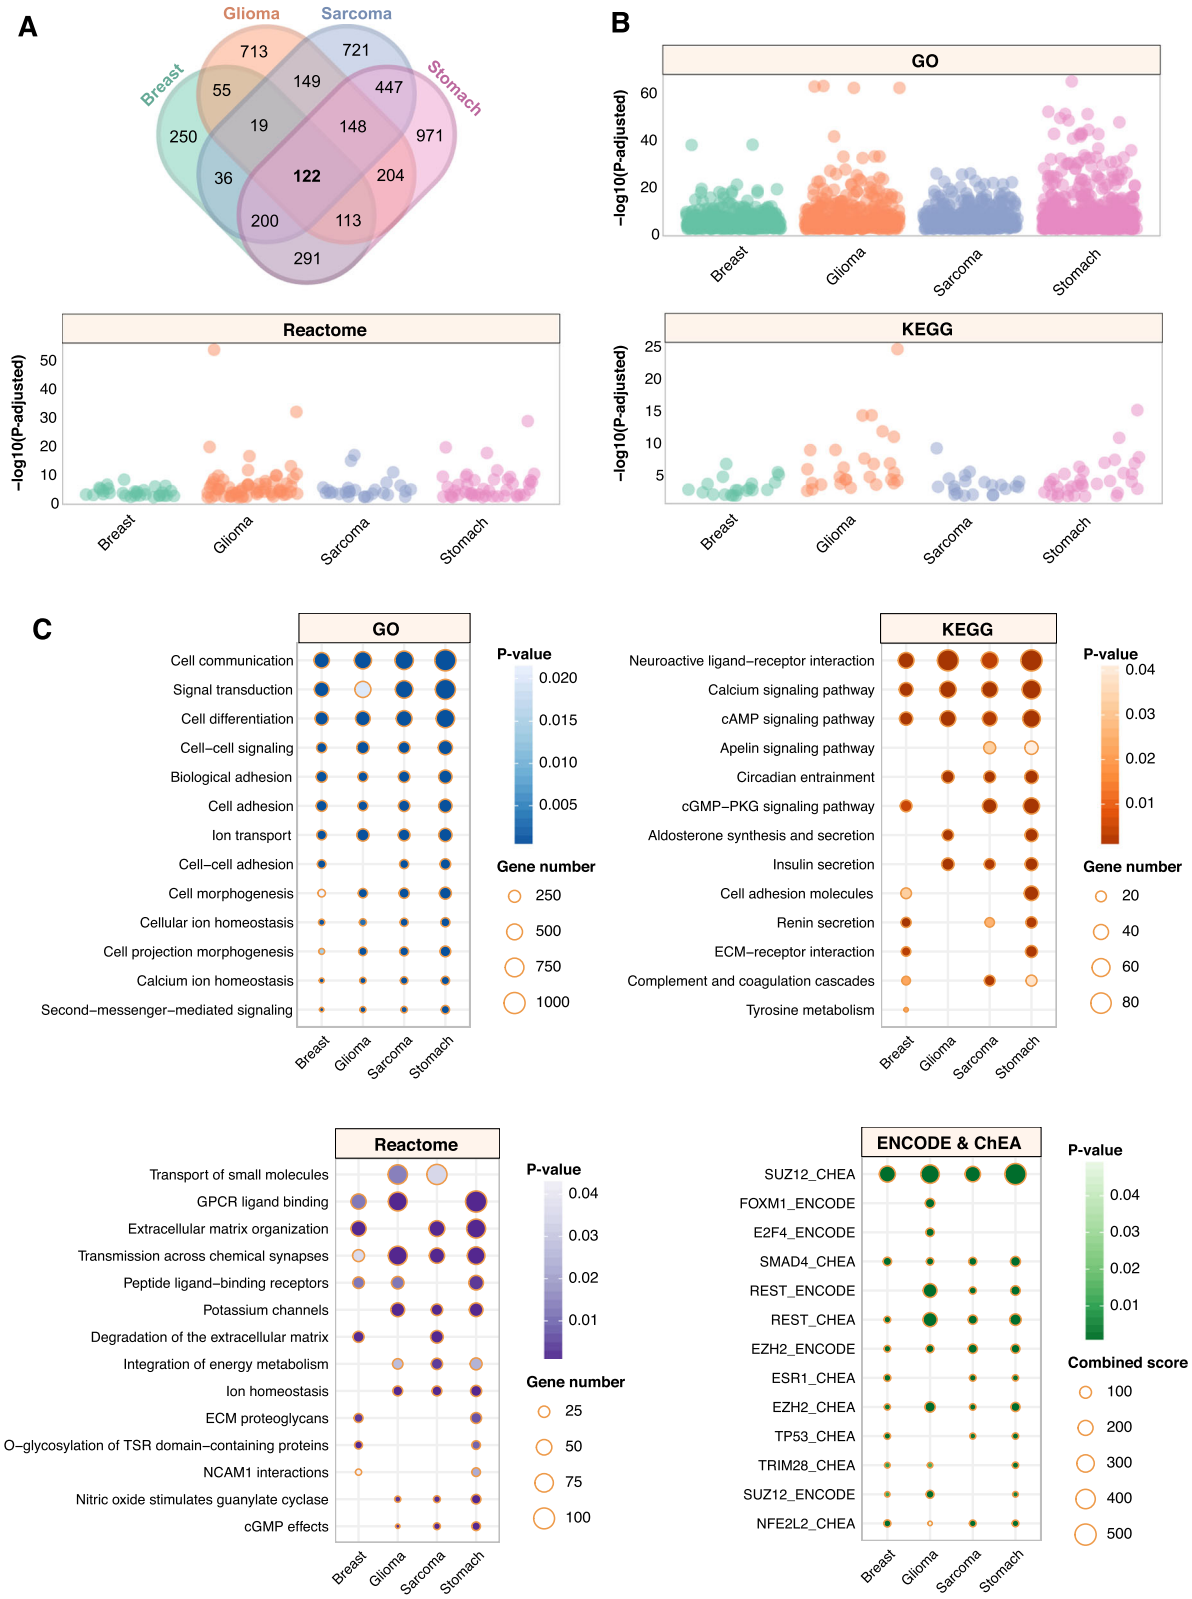 A
Glioma
Sarcoma
Breast
Stomach
713
721
55
149
447
250
19
148
971
36
122
204
200
113
291
B
GO
−log10(P-adjusted)
60
40
20
0
Breast
Glioma
Sarcoma
Stomach
Reactome
−log10(P-adjusted)
50
40
30
20
10
0
Breast
Glioma
Sarcoma
Stomach
KEGG
−log10(P-adjusted)
25
20
15
10
5
Breast
Glioma
Sarcoma
Stomach
C
GO
Cell communication
Signal transduction
Cell differentiation
Cell−cell signaling
Biological adhesion
Cell adhesion
Ion transport
Cell−cell adhesion
Cell morphogenesis
Cellular ion homeostasis
Cell projection morphogenesis
Calcium ion homeostasis
Second−messenger−mediated signaling
Breast
Glioma
Sarcoma
Stomach
P-value
0.020
0.015
0.010
0.005
Gene number
250
500
750
1000
KEGG
Neuroactive ligand−receptor interaction
Calcium signaling pathway
cAMP signaling pathway
Apelin signaling pathway
Circadian entrainment
cGMP−PKG signaling pathway
Aldosterone synthesis and secretion
Insulin secretion
Cell adhesion molecules
Renin secretion
ECM−receptor interaction
Complement and coagulation cascades
Tyrosine metabolism
Breast
Glioma
Sarcoma
Stomach
P-value
0.04
0.03
0.02
0.01
Gene number
20
40
60
80
Reactome
Transport of small molecules
GPCR ligand binding
Extracellular matrix organization
Transmission across chemical synapses
Peptide ligand−binding receptors
Potassium channels
Degradation of the extracellular matrix
Integration of energy metabolism
Ion homeostasis
ECM proteoglycans
O−glycosylation of TSR domain−containing proteins
NCAM1 interactions
Nitric oxide stimulates guanylate cyclase
cGMP effects
Breast
Glioma
Sarcoma
Stomach
P-value
0.04
0.03
0.02
0.01
Gene number
25
50
75
100
ENCODE & ChEA
SUZ12_CHEA
FOXM1_ENCODE
E2F4_ENCODE
SMAD4_CHEA
REST_ENCODE
REST_CHEA
EZH2_ENCODE
ESR1_CHEA
EZH2_CHEA
TP53_CHEA
TRIM28_CHEA
SUZ12_ENCODE
NFE2L2_CHEA
Breast
Glioma
Sarcoma
Stomach
P-value
0.04
0.03
0.02
0.01
Combined score
100
200
300
400
500